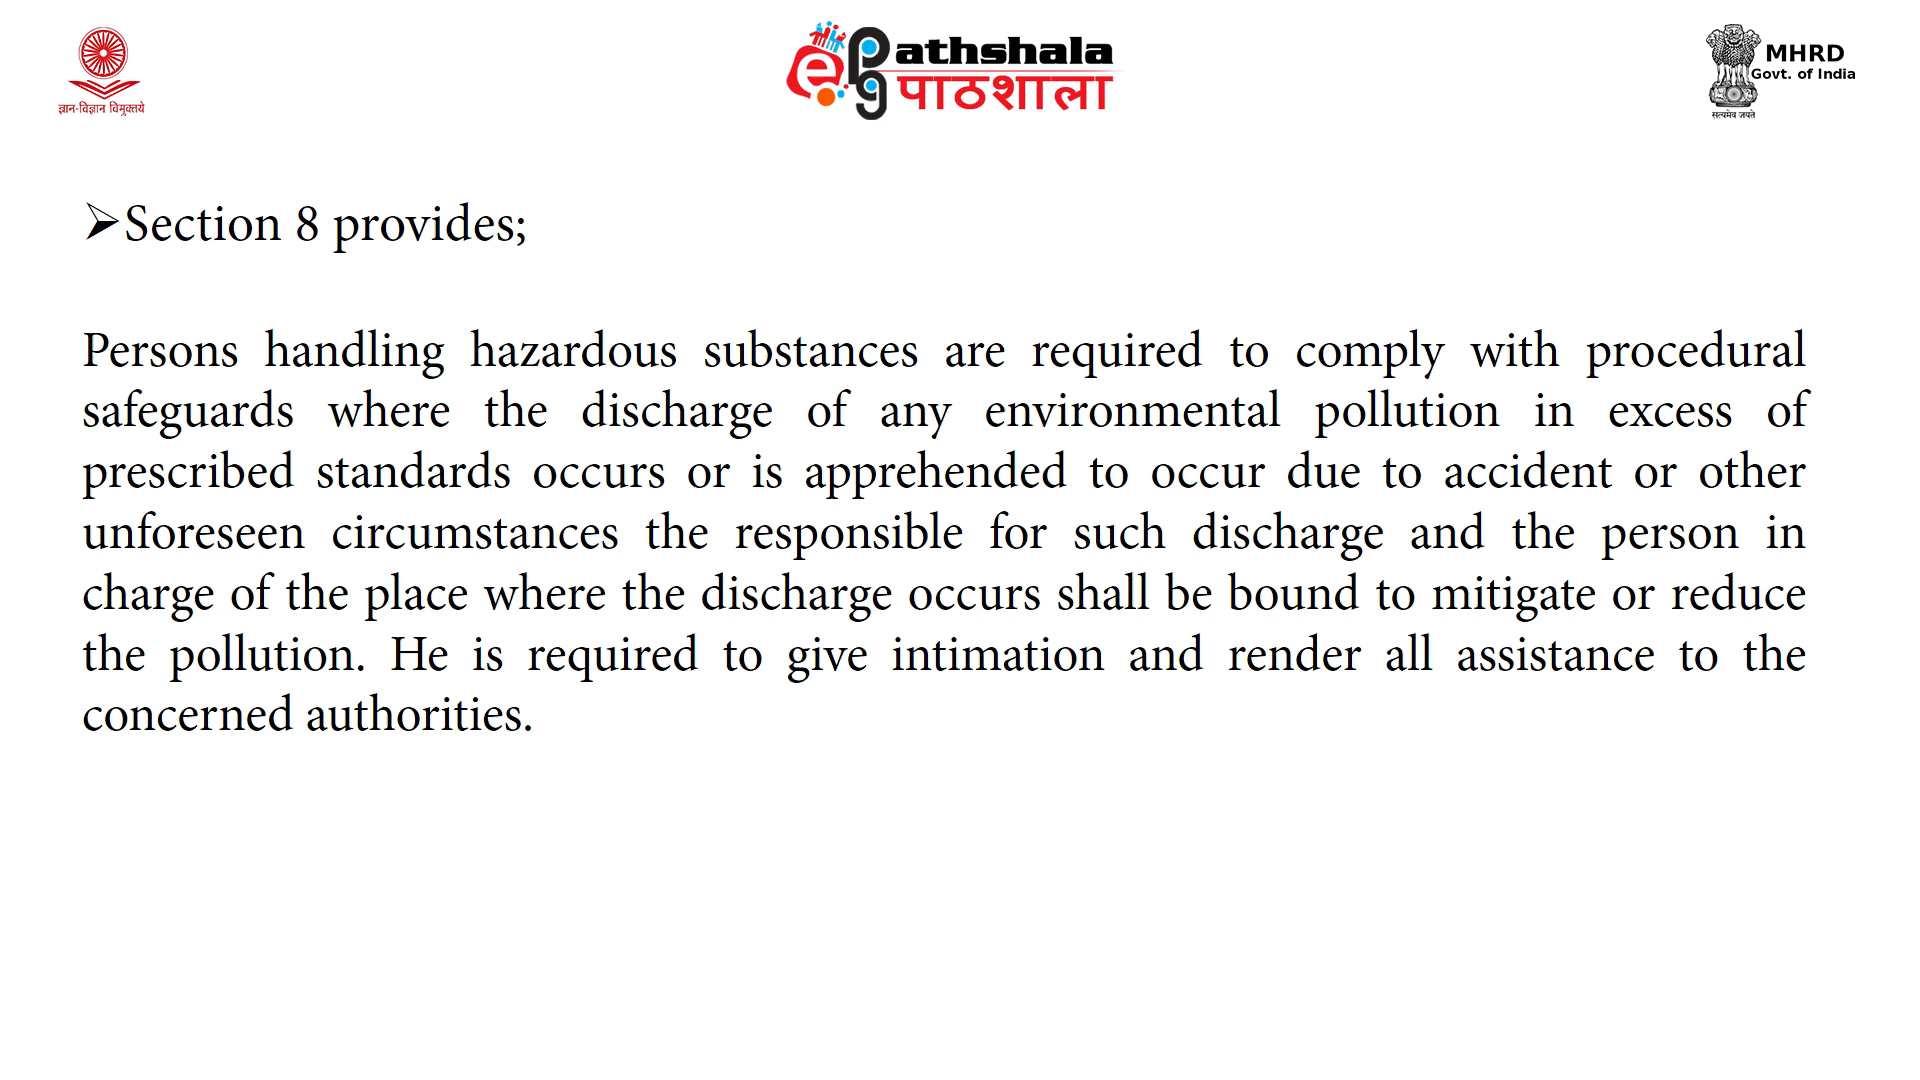 ज्ञान-विज्ञान विमुक्तये
e PG athshala
पाठशाला
MHRD
Govt. of India
सत्यमेव जयते
➢Section 8 provides;
Persons handling hazardous substances are required to comply with procedural
safeguards where the discharge of any environmental pollution in excess of
prescribed standards occurs or is apprehended to occur due to accident or other
unforeseen circumstances the responsible for such discharge and the person in
charge of the place where the discharge occurs shall be bound to mitigate or reduce
the pollution. He is required to give intimation and render all assistance to the
concerned authorities.